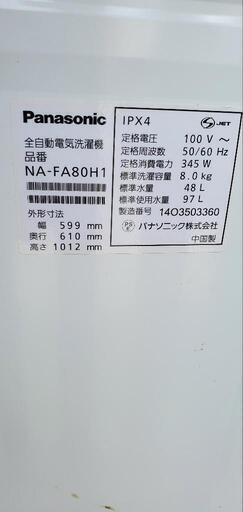 Panasonic
全自動電気洗濯機
品番
NA-FA80H1
外形寸法
幅 599 mm
奥行 610 mm
高さ 1012 mm
IPX4
S JET
定格電圧 100 V～
定格周波数 50/60 Hz
定格消費電力 345 W
標準洗濯容量 8.0 kg
標準水量 48 L
標準使用水量 97 L
製造番号 14O3503360
PS E パナソニック株式会社
中国製